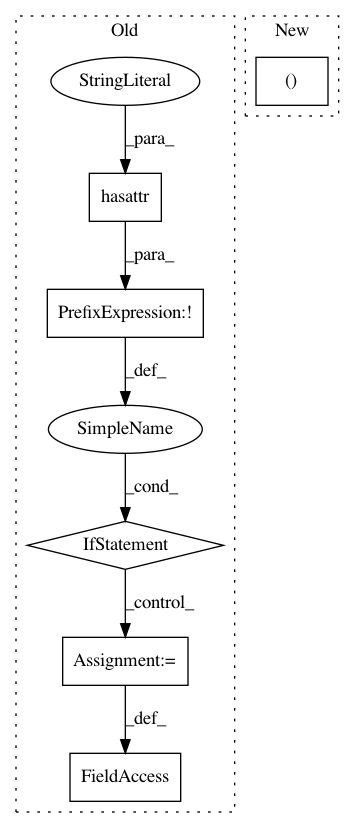 Old
New
StringLiteral
()
_para_
hasattr
_para_
PrefixExpression:!
_def_
SimpleName
_cond_
IfStatement
_control_
Assignment:=
_def_
FieldAccess